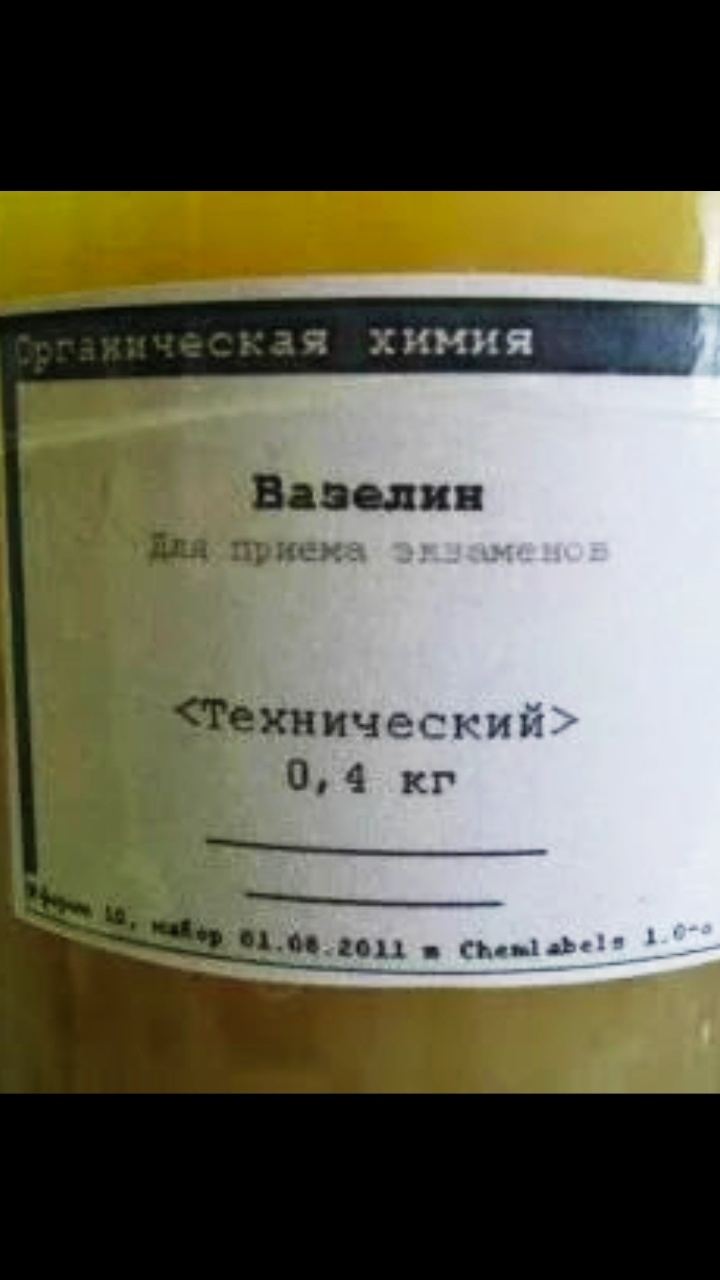 Органическая химия
Вазелин
Для приема экзаменов
<Технический>
0,4 кг
набор 01.08.2011 в Chemlabels